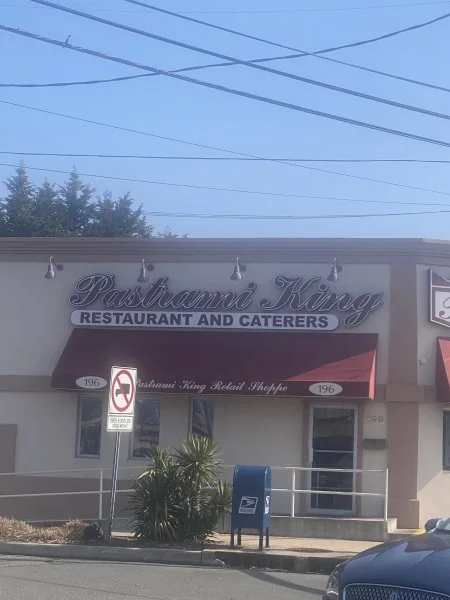 Pastrami King
RESTAURANT AND CATERERS
196
Pastrami King Retail Shoppe
196